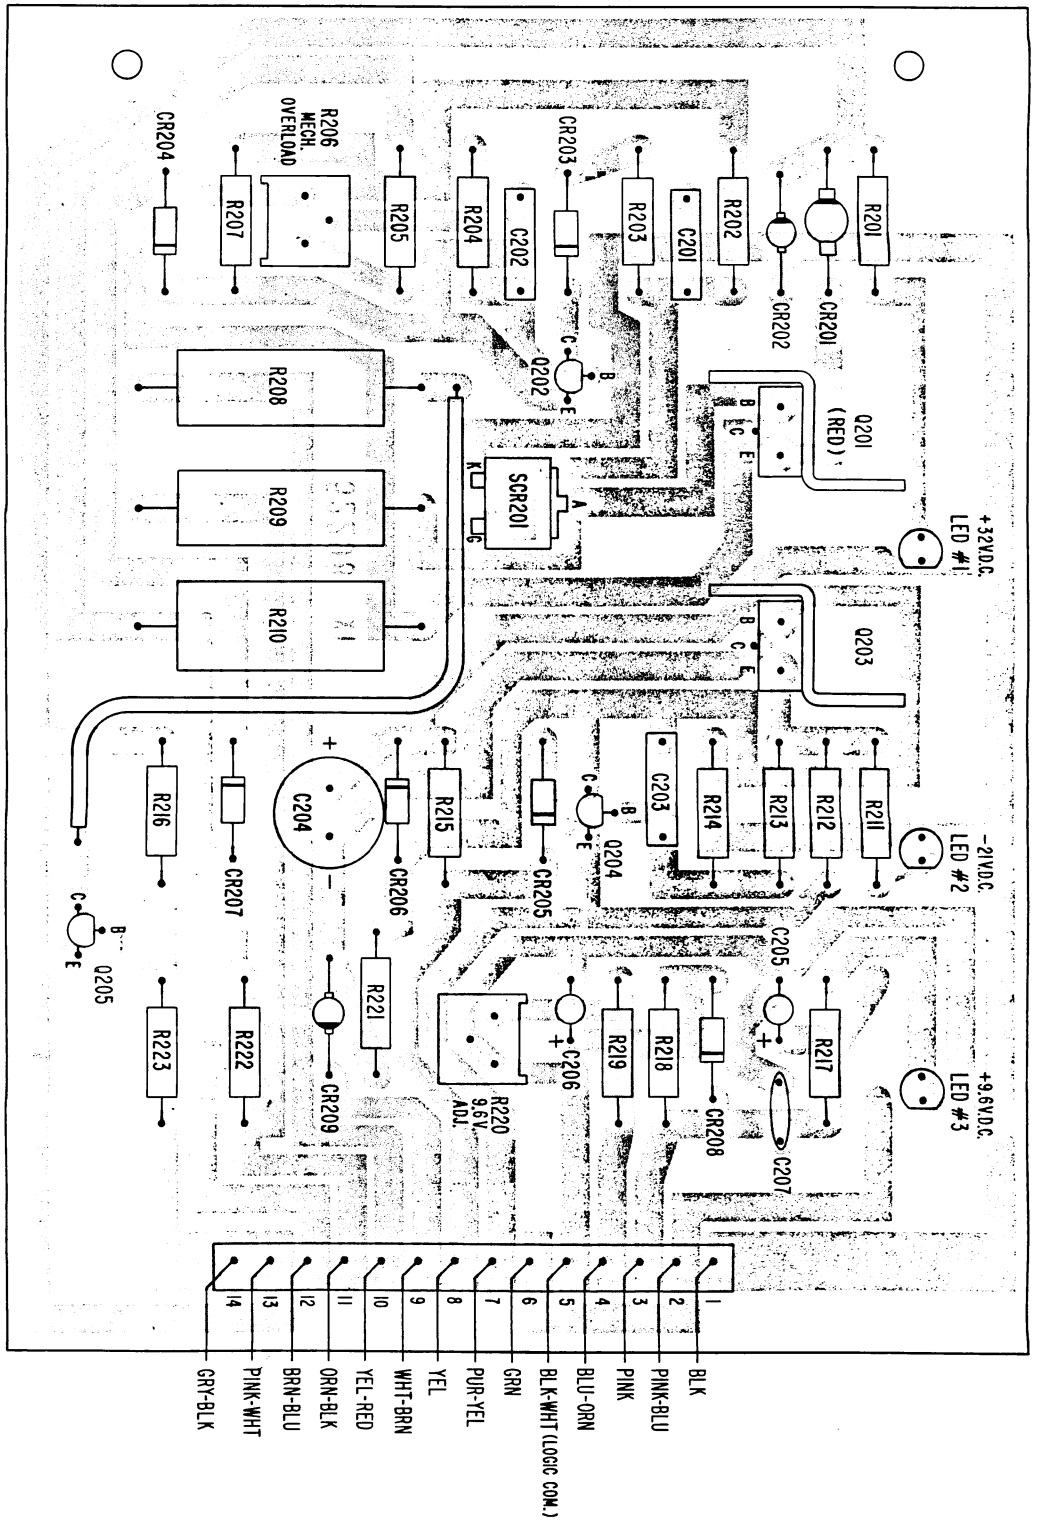 +32V.D.C.
LED #1
-21V.D.C.
LED #2
+9.6V.D.C.
LED #3
R201
CR201
CR202
R202
C201
R203
CR203
C202
R204
R205
R206
MECH.
OVERLOAD
R207
CR204
Q201
(RED)
B
C
E
Q202
C
B
E
SCR201
A
K
G
R208
R209
R210
Q203
B
C
E
R211
R212
R213
R214
C203
Q204
C
B
E
CR205
R215
CR206
+
C204
-
CR207
R216
C
B
E
Q205
R217
C205
+
C207
CR208
R218
R219
C206
+
R220
9.6V.
ADJ.
R221
CR209
R222
R223
1
2
3
4
5
6
7
8
9
10
11
12
13
14
BLK
PINK-BLU
PINK
BLU-ORN
BLK-WHT (LOGIC COM.)
GRN
PUR-YEL
YEL
WHT-BRN
YEL-RED
ORN-BLK
BRN-BLU
PINK-WHT
GRY-BLK